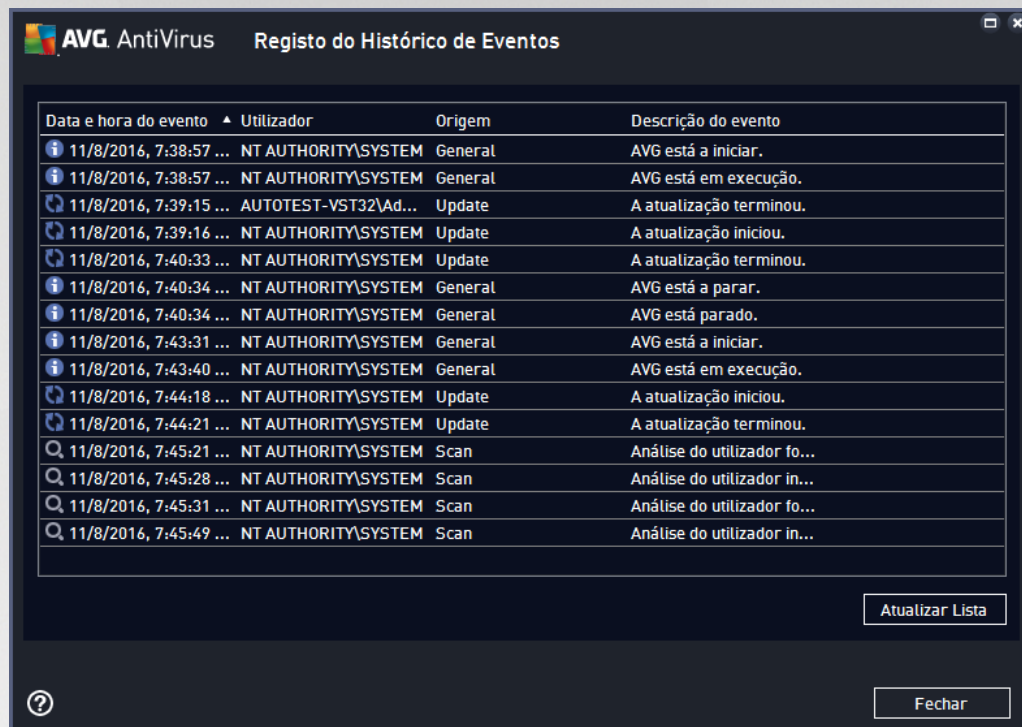 AVG AntiVirus Registo do Histórico de Eventos
Data e hora do evento Utilizador Origem Descrição do evento
11/8/2016, 7:38:57 ... NT AUTHORITY\SYSTEM General AVG está a iniciar.
11/8/2016, 7:38:57 ... NT AUTHORITY\SYSTEM General AVG está em execução.
11/8/2016, 7:39:15 ... AUTOTEST-VST32\Ad... Update A atualização terminou.
11/8/2016, 7:39:16 ... NT AUTHORITY\SYSTEM Update A atualização iniciou.
11/8/2016, 7:40:33 ... NT AUTHORITY\SYSTEM Update A atualização terminou.
11/8/2016, 7:40:34 ... NT AUTHORITY\SYSTEM General AVG está a parar.
11/8/2016, 7:40:34 ... NT AUTHORITY\SYSTEM General AVG está parado.
11/8/2016, 7:43:31 ... NT AUTHORITY\SYSTEM General AVG está a iniciar.
11/8/2016, 7:43:40 ... NT AUTHORITY\SYSTEM General AVG está em execução.
11/8/2016, 7:44:18 ... NT AUTHORITY\SYSTEM Update A atualização iniciou.
11/8/2016, 7:44:21 ... NT AUTHORITY\SYSTEM Update A atualização terminou.
11/8/2016, 7:45:21 ... NT AUTHORITY\SYSTEM Scan Análise do utilizador fo...
11/8/2016, 7:45:28 ... NT AUTHORITY\SYSTEM Scan Análise do utilizador in...
11/8/2016, 7:45:31 ... NT AUTHORITY\SYSTEM Scan Análise do utilizador fo...
11/8/2016, 7:45:49 ... NT AUTHORITY\SYSTEM Scan Análise do utilizador in...
Atualizar Lista
Fechar